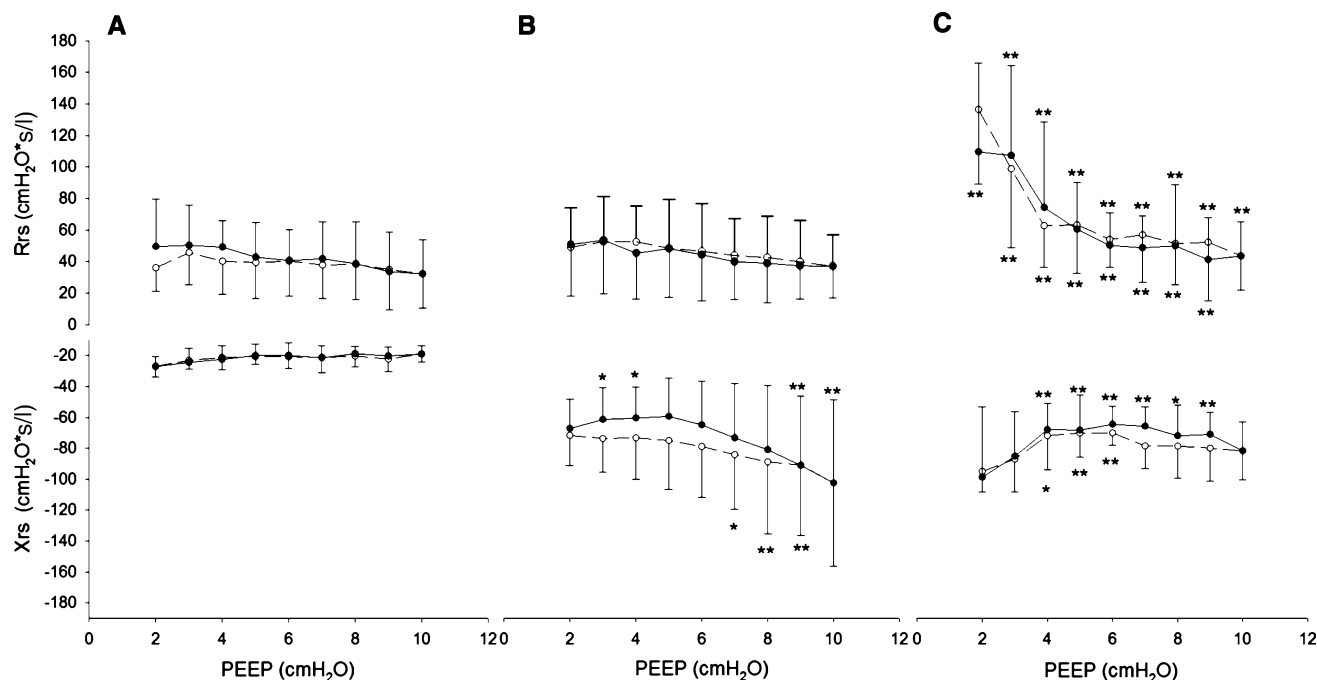 A B C
180
160
140
120
100
80
60
40
20
0
-20
-40
-60
-80
-100
-120
-140
-160
-180
Rrs (cmH₂O*s/l)
Xrs (cmH₂O*s/l)
** ** ** ** ** ** ** ** **
** ** ** ** ** ** ** **
* * ** **
* ** **
** ** ** ** * **
* ** **
0 2 4 6 8 10 12
0 2 4 6 8 10 12
0 2 4 6 8 10 12
PEEP (cmH₂O)
PEEP (cmH₂O)
PEEP (cmH₂O)